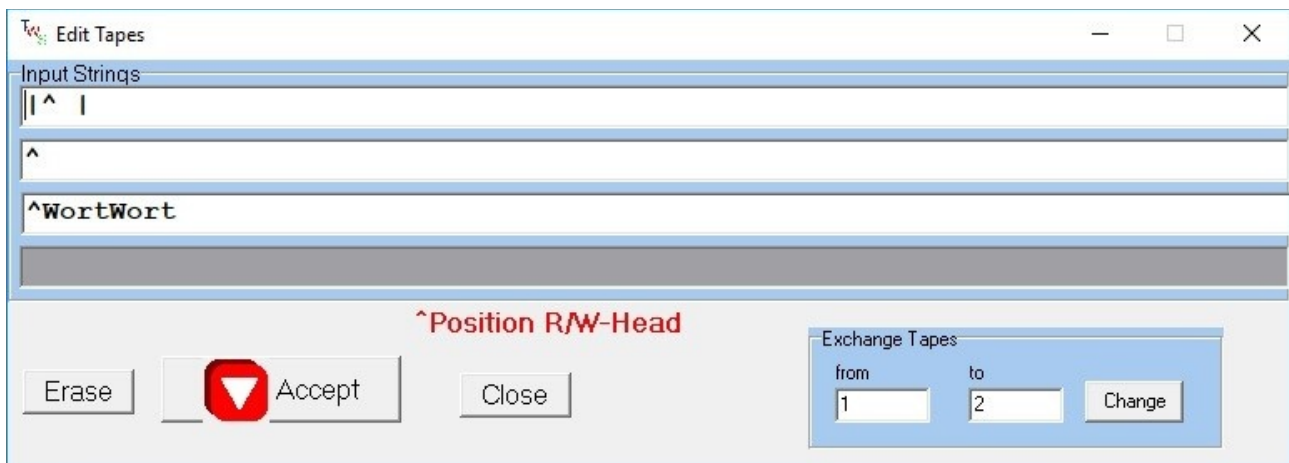 Edit Tapes
Input Strings
|^ |
^
^WortWort
^Position R/W-Head
Erase
Accept
Close
Exchange Tapes
from to
1 2 Change